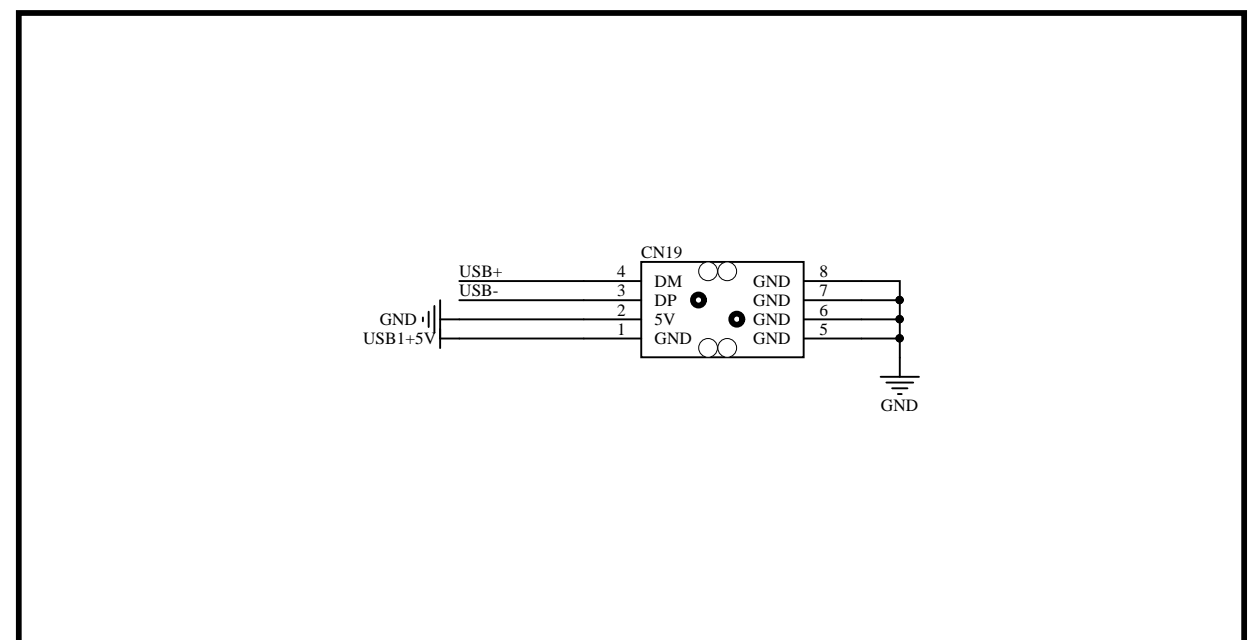 CN19
USB+ 4 DM GND 8
USB- 3 DP GND 7
GND 2 5V GND 6
USB1+5V 1 GND GND 5
GND